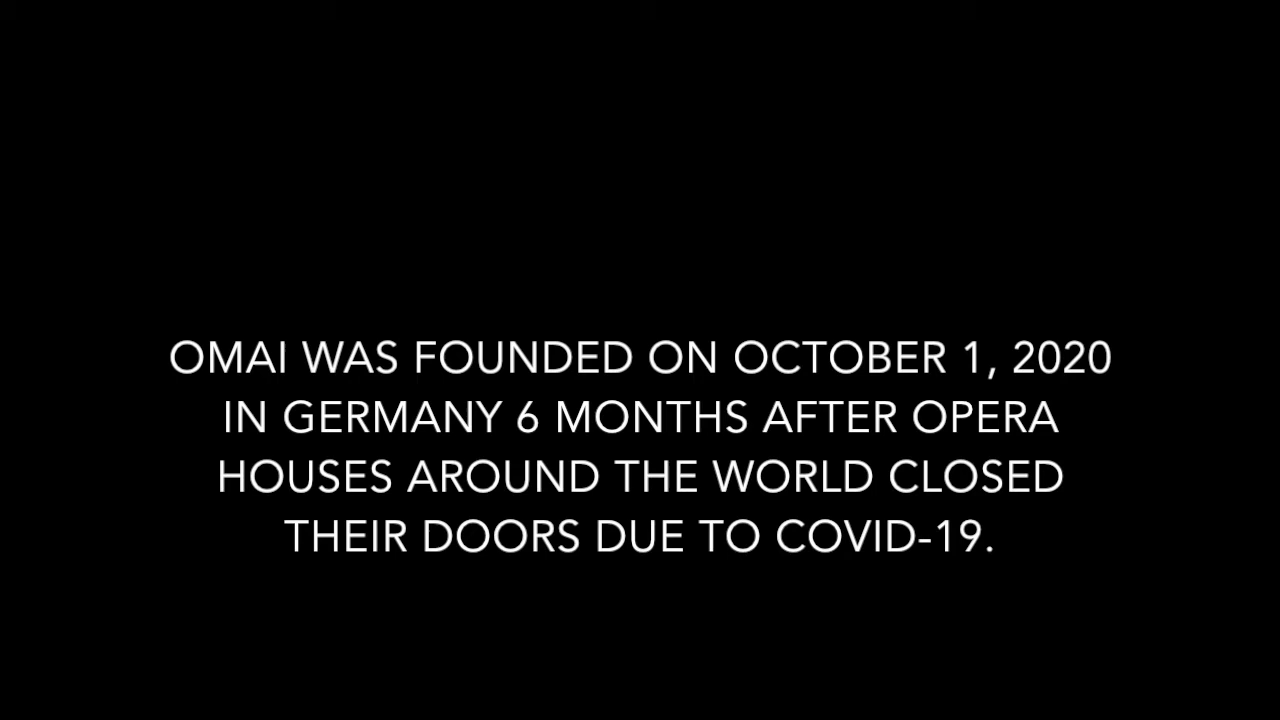 OMAI WAS FOUNDED ON OCTOBER 1, 2020
IN GERMANY 6 MONTHS AFTER OPERA
HOUSES AROUND THE WORLD CLOSED
THEIR DOORS DUE TO COVID-19.